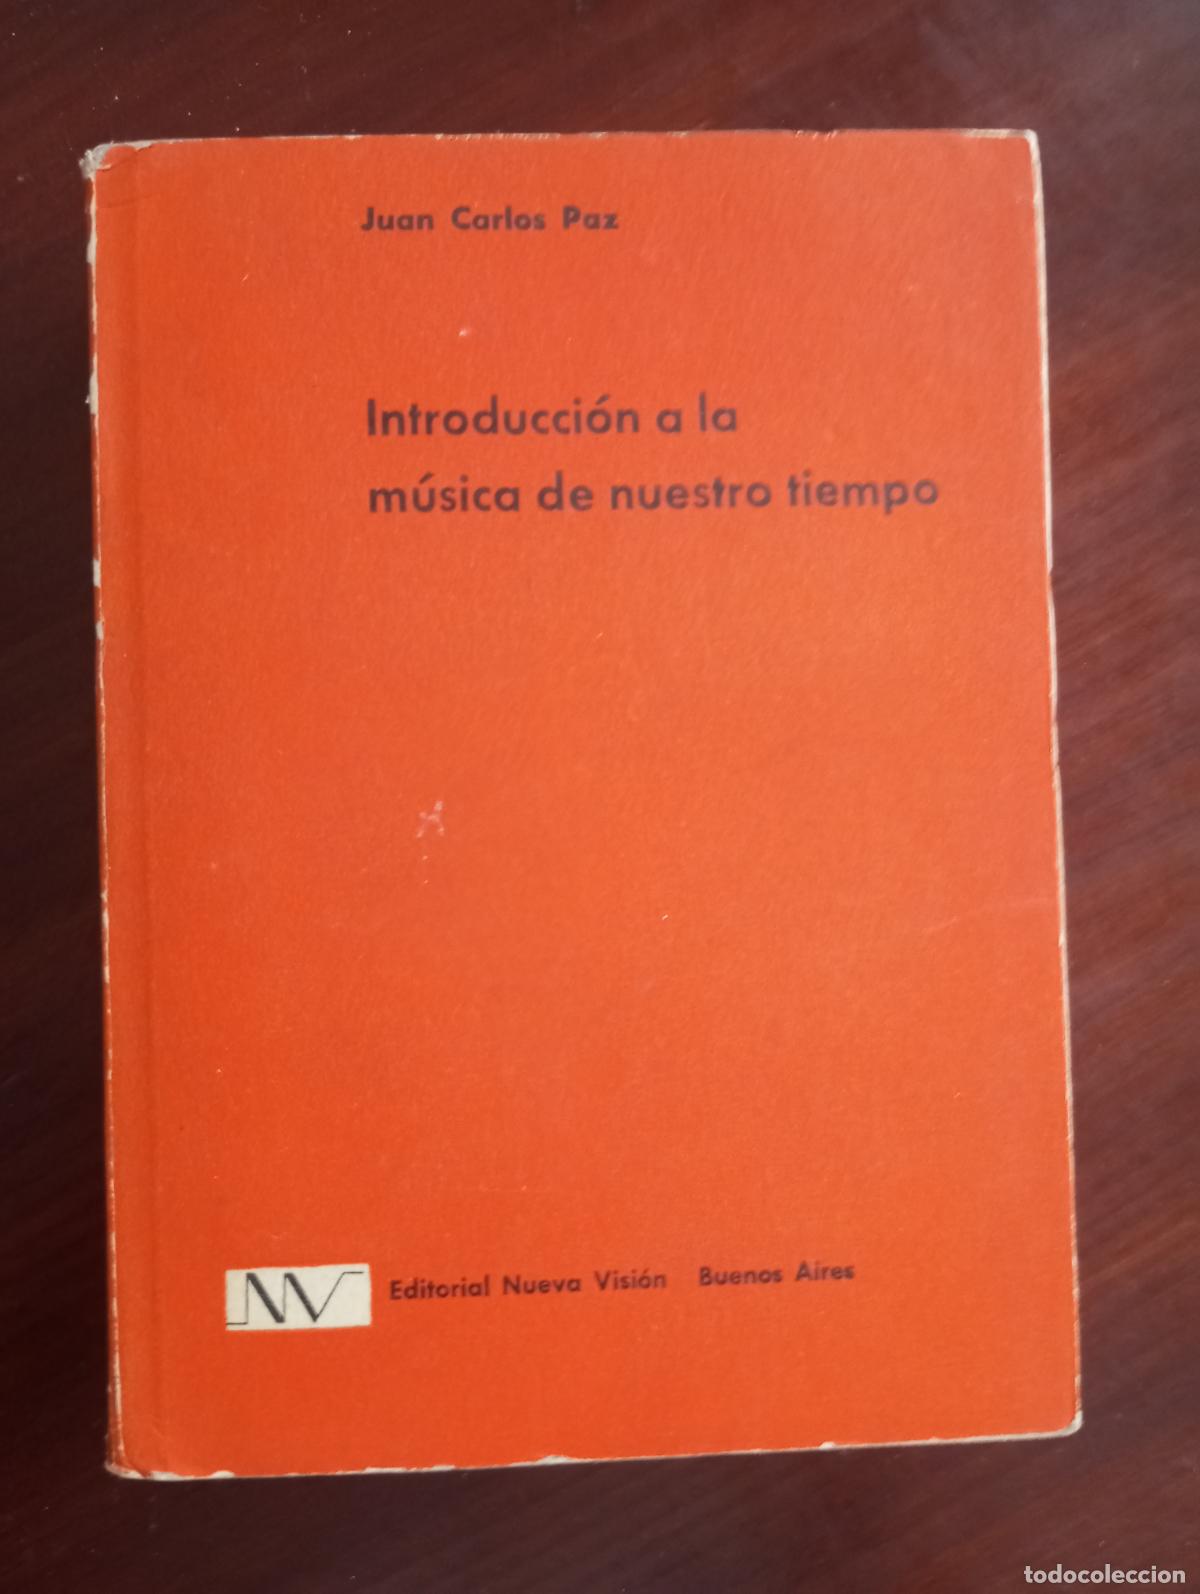 Juan Carlos Paz
Introducción a la
música de nuestro tiempo
NV
Editorial Nueva Visión Buenos Aires
todocoleccion